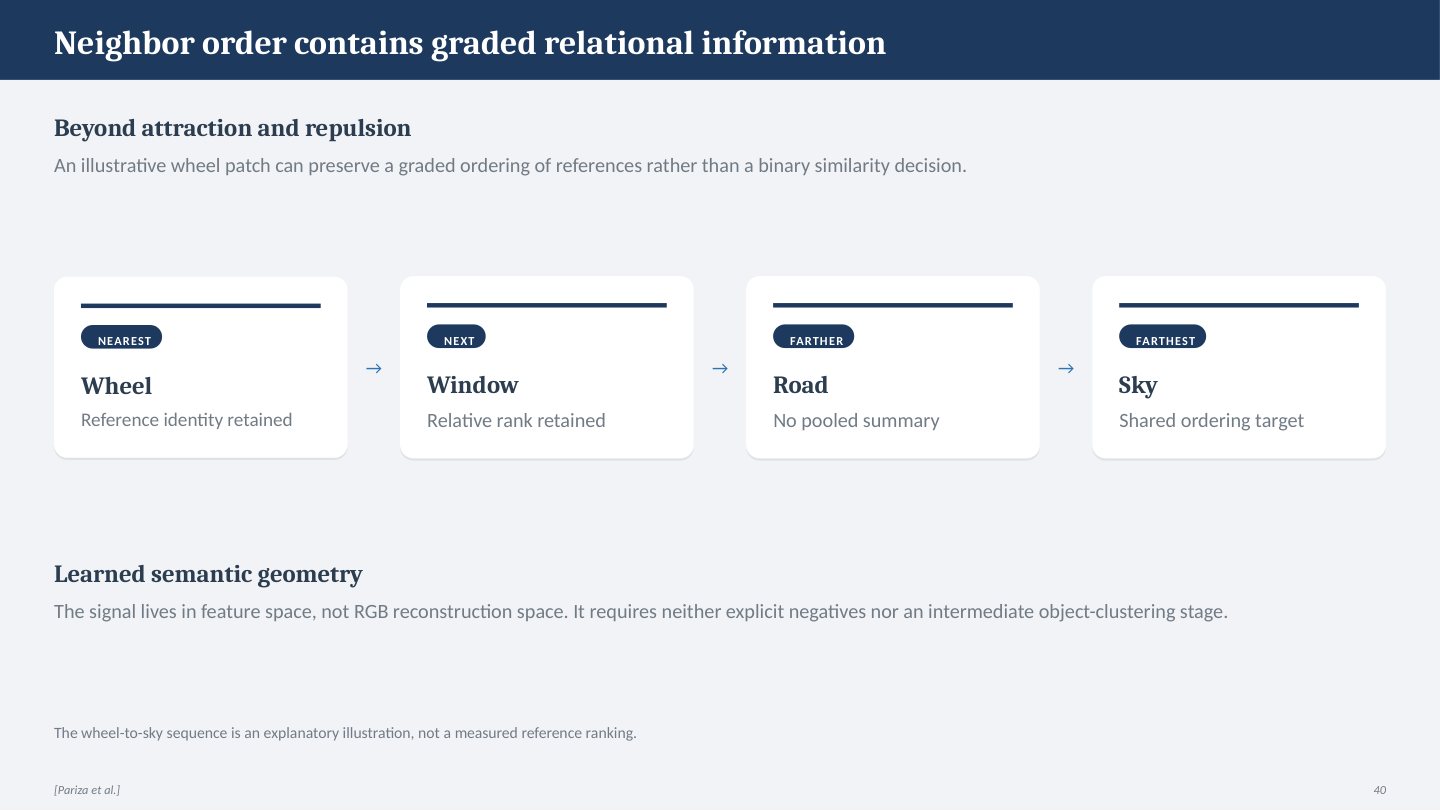 Neighbor order contains graded relational information
Beyond attraction and repulsion
An illustrative wheel patch can preserve a graded ordering of references rather than a binary similarity decision.
NEAREST
Wheel
Reference identity retained
→
NEXT
Window
Relative rank retained
→
FARTHER
Road
No pooled summary
→
FARTHEST
Sky
Shared ordering target
Learned semantic geometry
The signal lives in feature space, not RGB reconstruction space. It requires neither explicit negatives nor an intermediate object-clustering stage.
The wheel-to-sky sequence is an explanatory illustration, not a measured reference ranking.
[Pariza et al.]
40